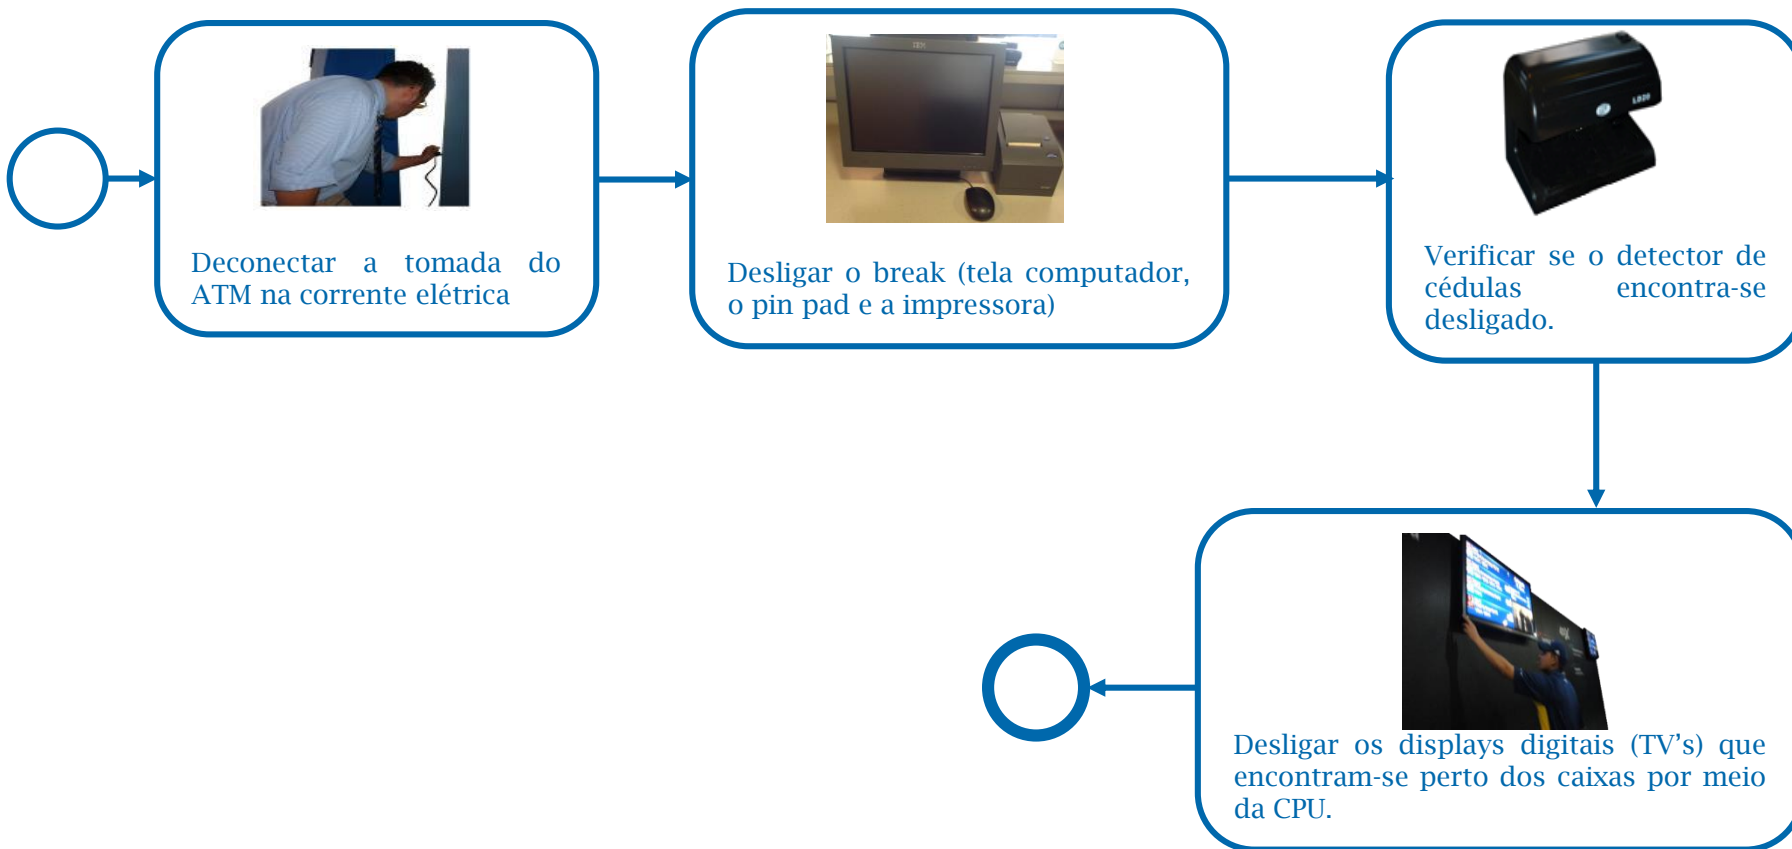 Deconectar a tomada do
ATM na corrente elétrica
Desligar o break (tela computador,
o pin pad e a impressora)
LD20
Verificar se o detector de
cédulas encontra-se
desligado.
Desligar os displays digitais (TV's) que
encontram-se perto dos caixas por meio
da CPU.